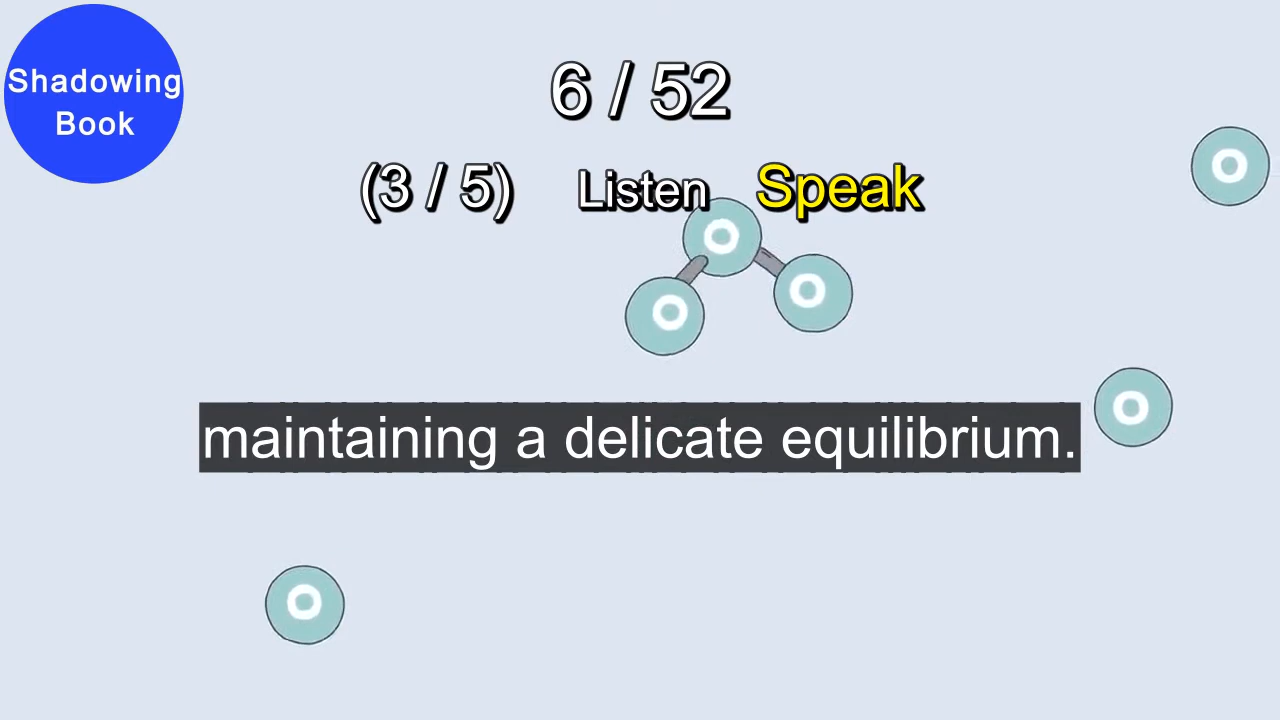 Shadowing
Book
6 / 52
(3 / 5) Listen Speak
O
O
O
O
O
maintaining a delicate equilibrium.
O